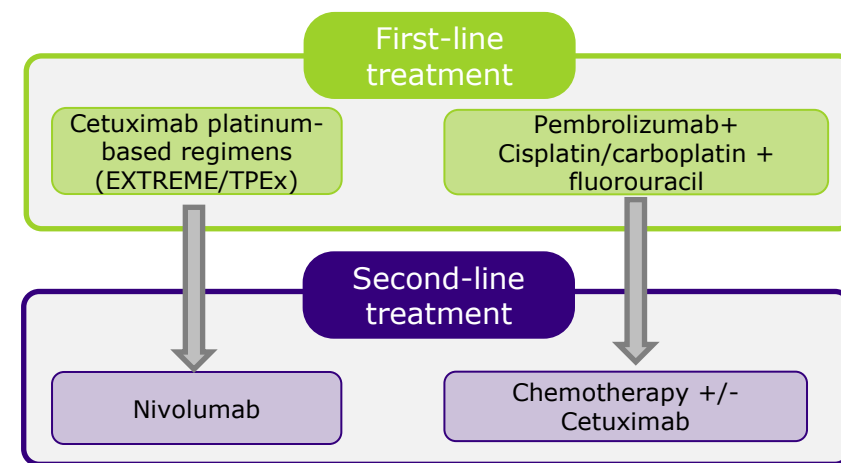 First-line
treatment
Cetuximab platinum-
based regimens
(EXTREME/TPEx)
Pembrolizumab+
Cisplatin/carboplatin +
fluorouracil
Second-line
treatment
Nivolumab
Chemotherapy +/-
Cetuximab